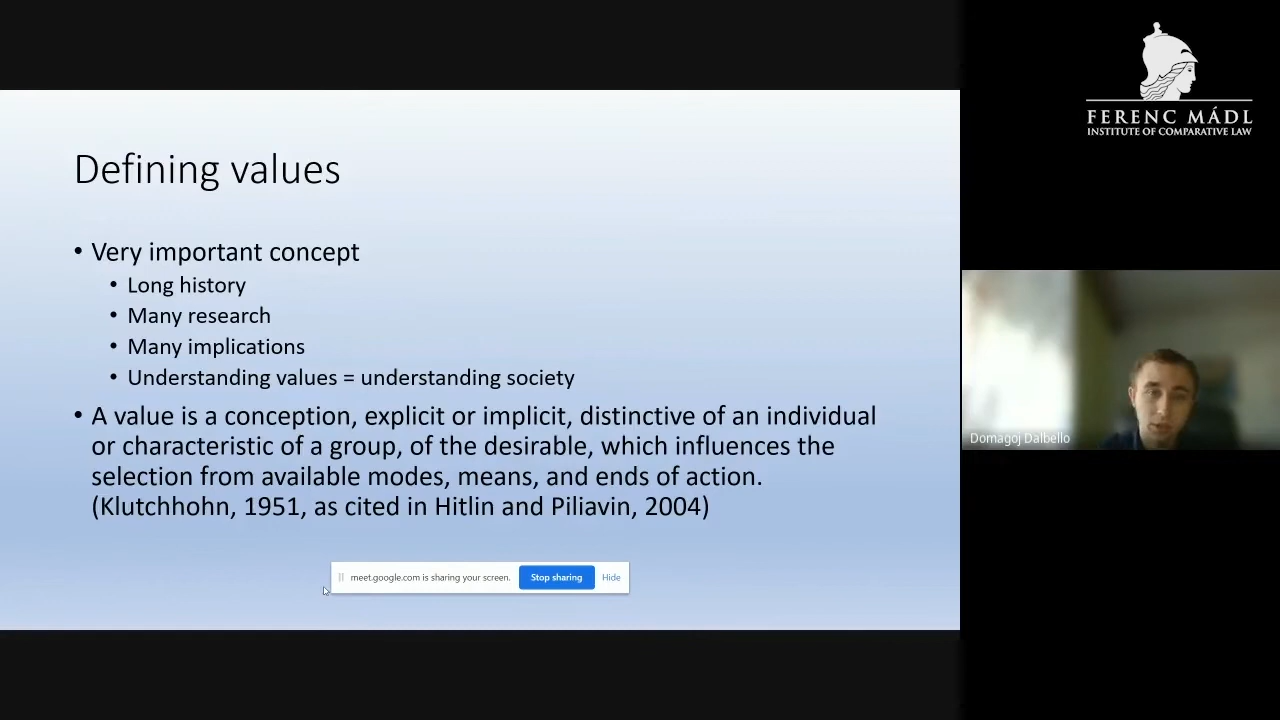 Defining values
• Very important concept
• Long history
• Many research
• Many implications
• Understanding values = understanding society
• A value is a conception, explicit or implicit, distinctive of an individual
or characteristic of a group, of the desirable, which influences the
selection from available modes, means, and ends of action.
(Klutchhohn, 1951, as cited in Hitlin and Piliavin, 2004)
meet.google.com is sharing your screen. Stop sharing Hide
FERENC MÁDL
INSTITUTE OF COMPARATIVE LAW
Domagoj Dalbello